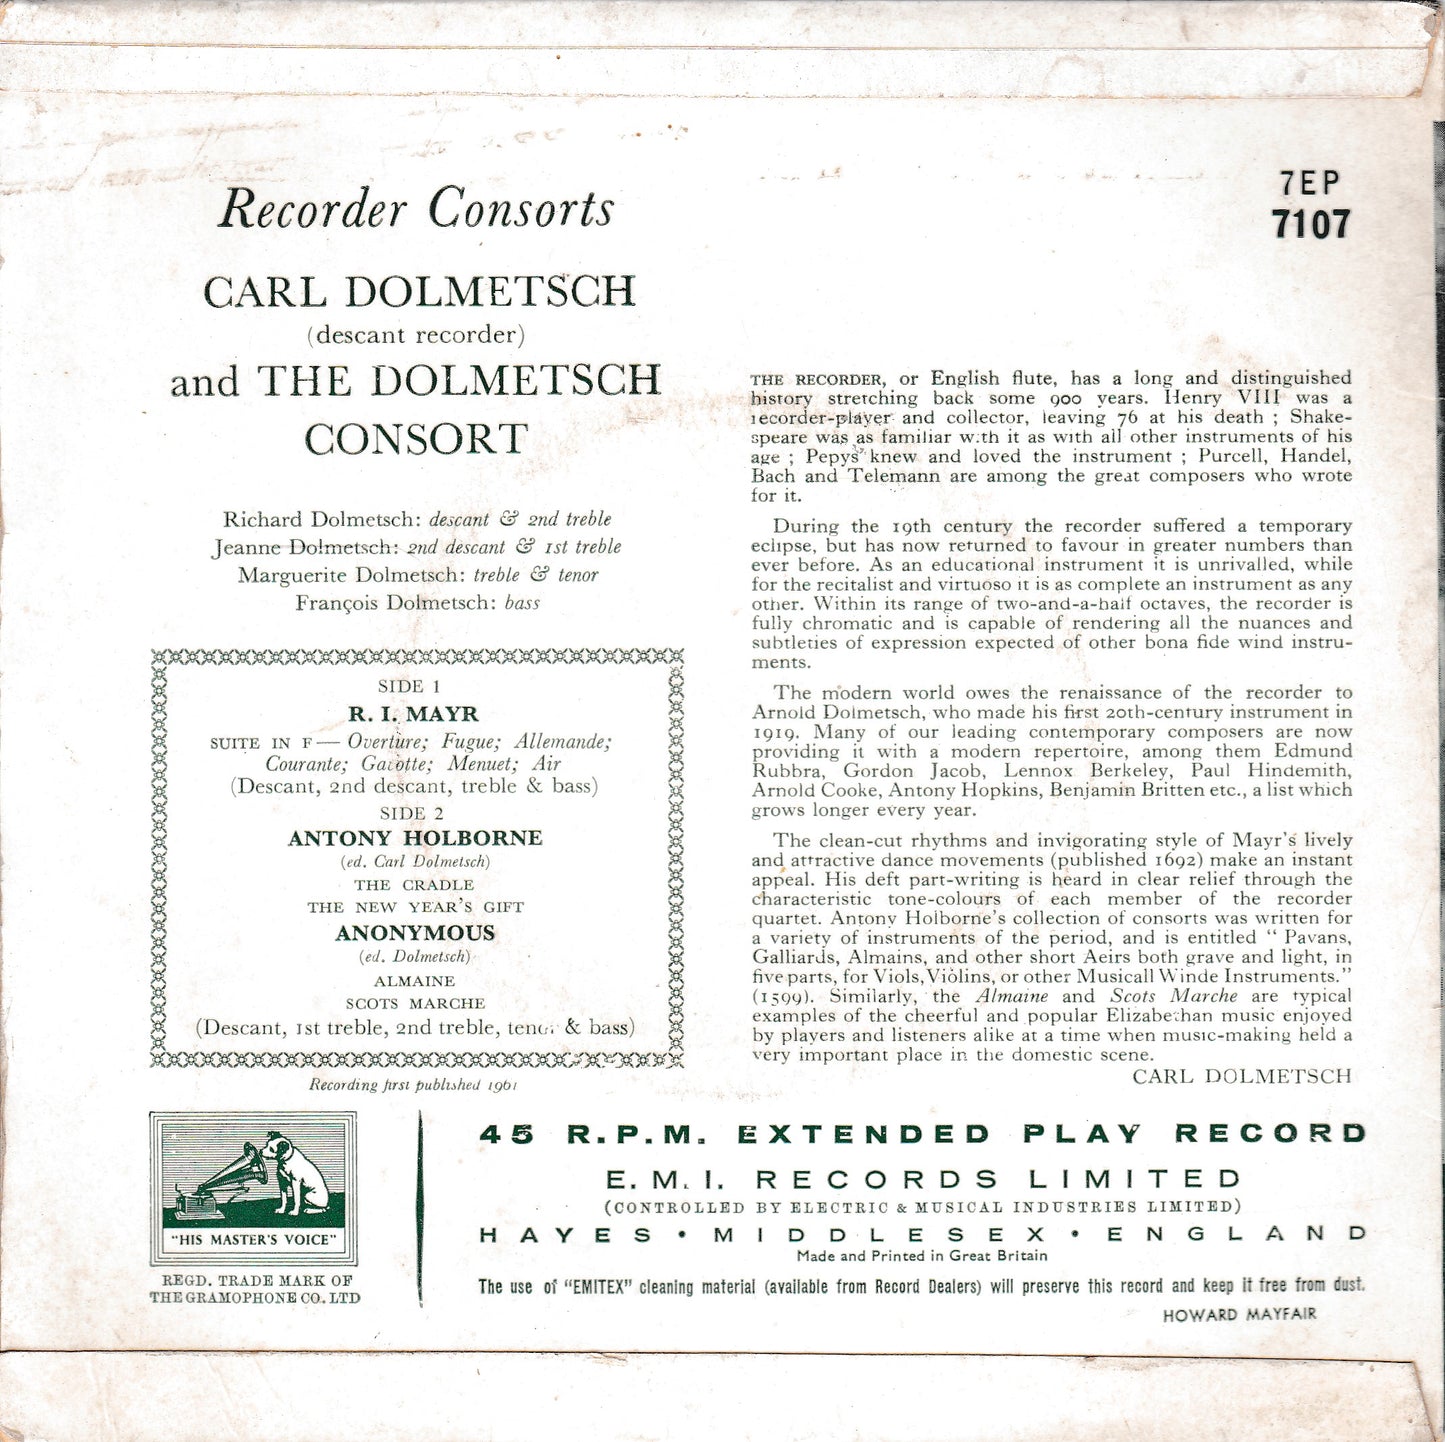 Recorder Consorts
CARL DOLMETSCH
(descant recorder)
and THE DOLMETSCH
CONSORT
Richard Dolmetsch: descant & 2nd treble
Jeanne Dolmetsch: 2nd descant & 1st treble
Marguerite Dolmetsch: treble & tenor
François Dolmetsch: bass
SIDE 1
R. I. MAYR
SUITE IN F— Overture; Fugue; Allemande;
Courante; Gavotte; Menuet; Air
(Descant, 2nd descant, treble & bass)
SIDE 2
ANTONY HOLBORNE
(ed. Carl Dolmetsch)
THE CRADLE
THE NEW YEAR'S GIFT
ANONYMOUS
(ed. Dolmetsch)
ALMAINE
SCOTS MARCHE
(Descant, 1st treble, 2nd treble, tenor & bass)
Recording first published 1961
7EP
7107
THE RECORDER, or English flute, has a long and distinguished
history stretching back some 900 years. Henry VIII was a
recorder-player and collector, leaving 76 at his death ; Shake-
speare was as familiar with it as with all other instruments of his
age ; Pepys knew and loved the instrument ; Purcell, Handel,
Bach and Telemann are among the great composers who wrote
for it.
During the 19th century the recorder suffered a temporary
eclipse, but has now returned to favour in greater numbers than
ever before. As an educational instrument it is unrivalled, while
for the recitalist and virtuoso it is as complete an instrument as any
other. Within its range of two-and-a-half octaves, the recorder is
fully chromatic and is capable of rendering all the nuances and
subtleties of expression expected of other bona fide wind instru-
ments.
The modern world owes the renaissance of the recorder to
Arnold Dolmetsch, who made his first 20th-century instrument in
1919. Many of our leading contemporary composers are now
providing it with a modern repertoire, among them Edmund
Rubbra, Gordon Jacob, Lennox Berkeley, Paul Hindemith,
Arnold Cooke, Antony Hopkins, Benjamin Britten etc., a list which
grows longer every year.
The clean-cut rhythms and invigorating style of Mayr's lively
and attractive dance movements (published 1692) make an instant
appeal. His deft part-writing is heard in clear relief through the
characteristic tone-colours of each member of the recorder
quartet. Antony Holborne's collection of consorts was written for
a variety of instruments of the period, and is entitled " Pavans,
Galliards, Almains, and other short Aeirs both grave and light, in
five parts, for Viols, Violins, or other Musicall Winde Instruments."
(1599). Similarly, the Almaine and Scots Marche are typical
examples of the cheerful and popular Elizabethan music enjoyed
by players and listeners alike at a time when music-making held a
very important place in the domestic scene.
CARL DOLMETSCH
"HIS MASTER'S VOICE"
REGD. TRADE MARK OF
THE GRAMOPHONE CO. LTD
45 R.P.M. EXTENDED PLAY RECORD
E.M.I. RECORDS LIMITED
(CONTROLLED BY ELECTRIC & MUSICAL INDUSTRIES LIMITED)
HAYES • MIDDLESEX • ENGLAND
Made and Printed in Great Britain
The use of "EMITEX" cleaning material (available from Record Dealers) will preserve this record and keep it free from dust.
HOWARD MAYFAIR